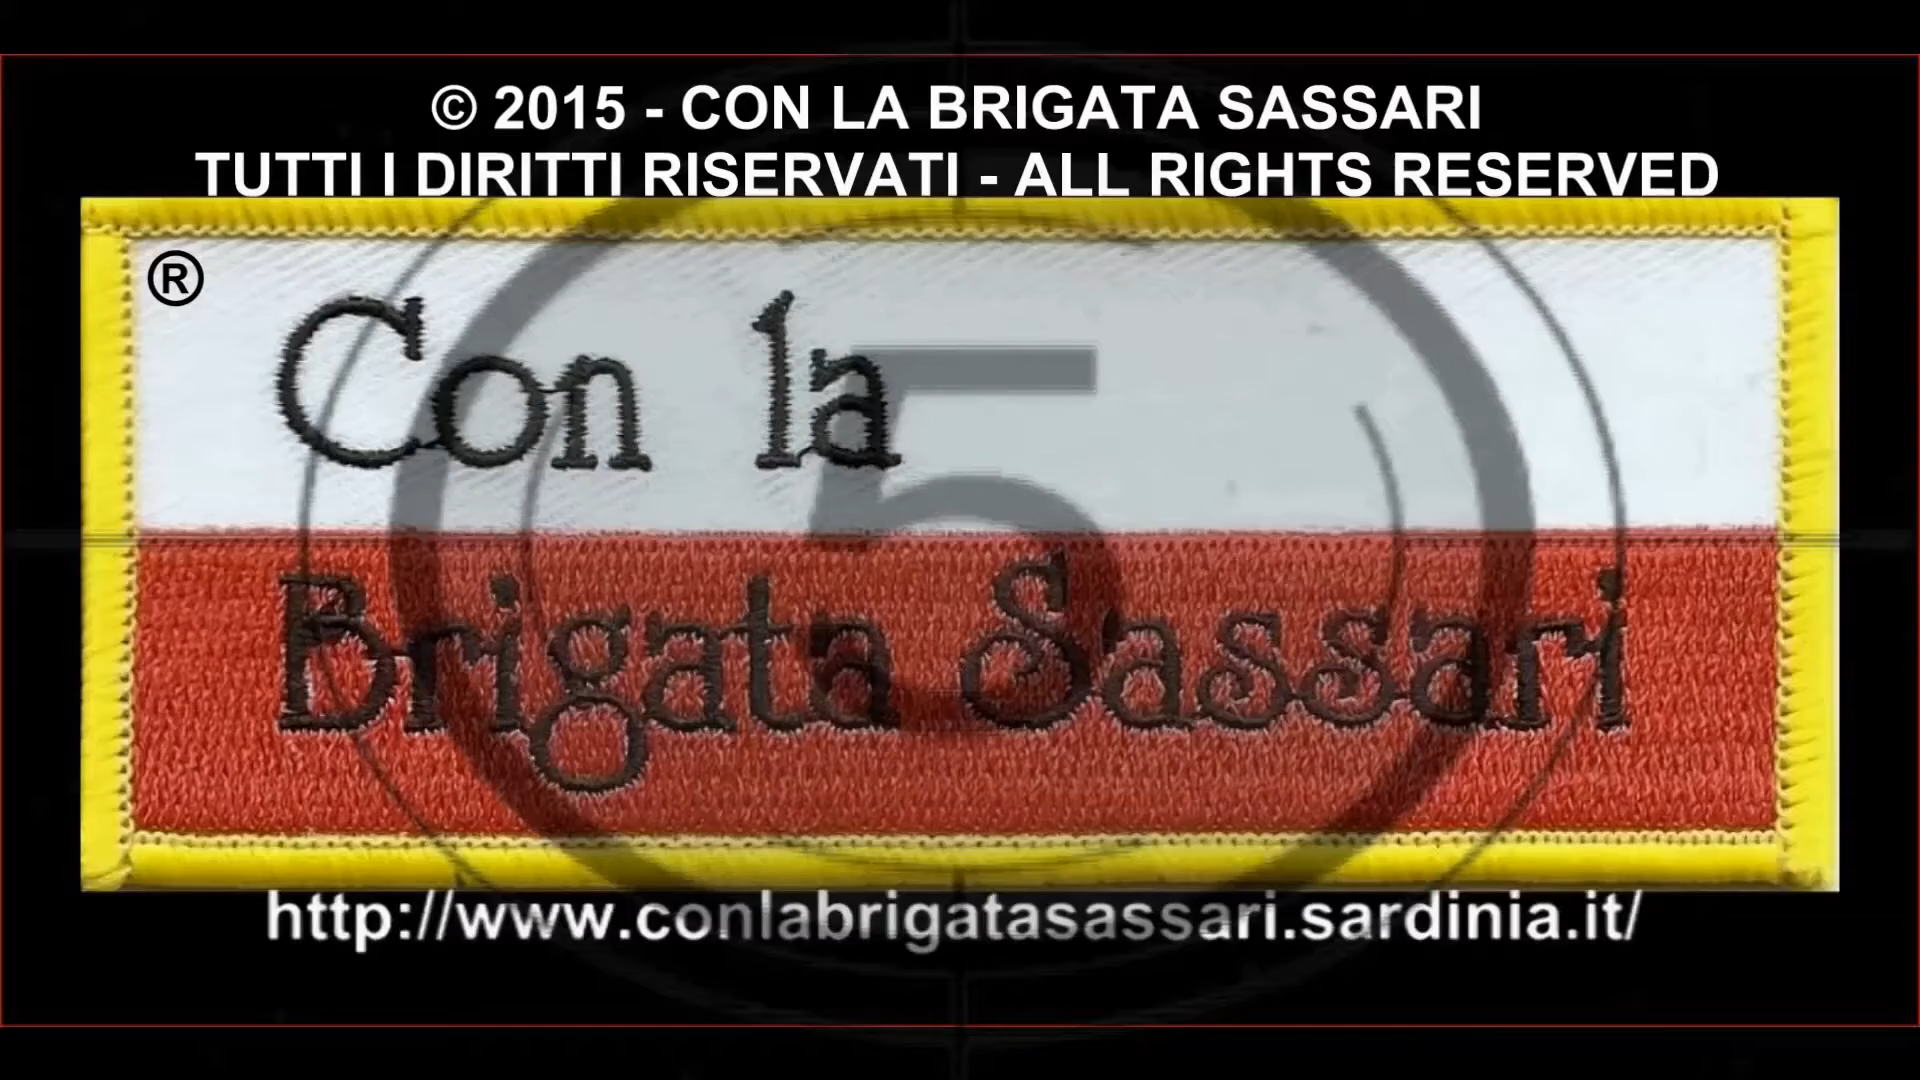 © 2015 - CON LA BRIGATA SASSARI
TUTTI I DIRITTI RISERVATI - ALL RIGHTS RESERVED
®
Con la
5
Brigata Sassari
http://www.conlabrigatasassari.sardinia.it/